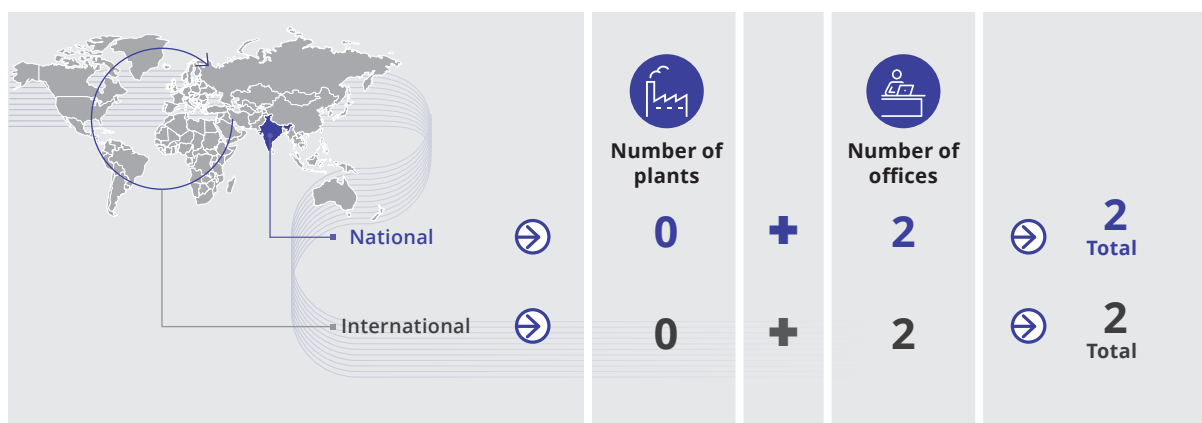 Number of
plants
Number of
offices
National
0
+
2
2
Total
International
0
+
2
2
Total